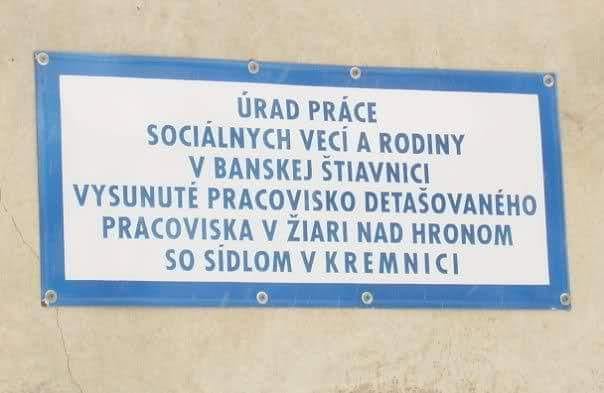 ÚRAD PRÁCE
SOCIÁLNYCH VECÍ A RODINY
V BANSKEJ ŠTIAVNICI
VYSUNUTÉ PRACOVISKO DETAŠOVANÉHO
PRACOVISKA V ŽIARI NAD HRONOM
SO SÍDLOM V KREMNICI